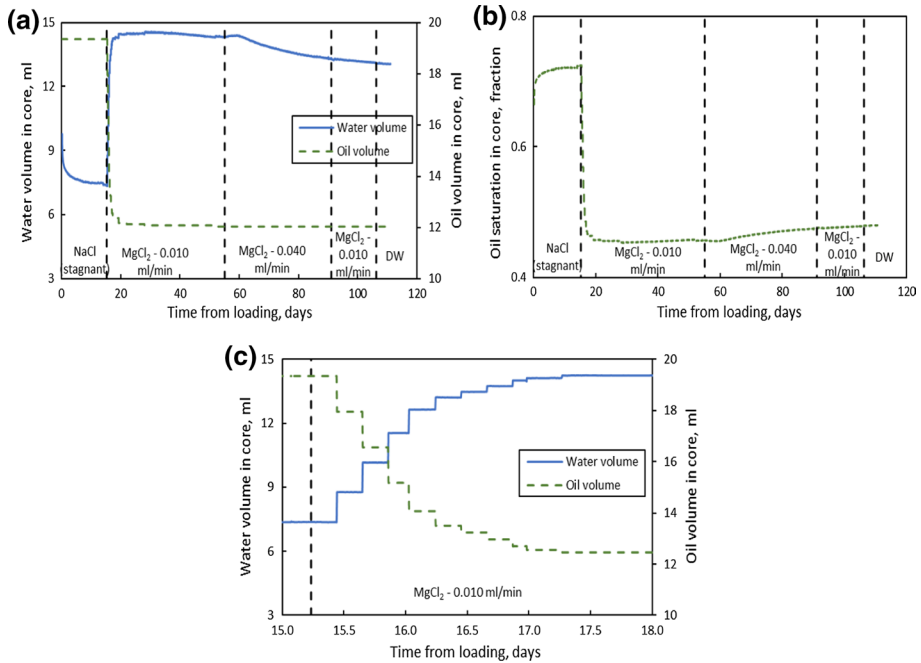 (a)
15
12
9
6
3
Water volume in core, ml
20
18
16
14
12
10
Oil volume in core, ml
Water volume
Oil volume
NaCl
stagnant
MgCl₂ - 0.010
ml/min
MgCl₂ - 0.040
ml/min
MgCl₂ -
0.010
ml/min
DW
0 20 40 60 80 100 120
Time from loading, days
(b)
0.8
0.6
0.4
Oil saturation in core, fraction
NaCl
stagnant
MgCl₂ - 0.010
ml/min
MgCl₂ - 0.040
ml/min
MgCl₂ -
0.010
ml/min
DW
0 20 40 60 80 100 120
Time from loading, days
(c)
15
12
9
6
3
Water volume in core, ml
20
18
16
14
12
10
Oil volume in core, ml
Water volume
Oil volume
MgCl₂ - 0.010 ml/min
15.0 15.5 16.0 16.5 17.0 17.5 18.0
Time from loading, days